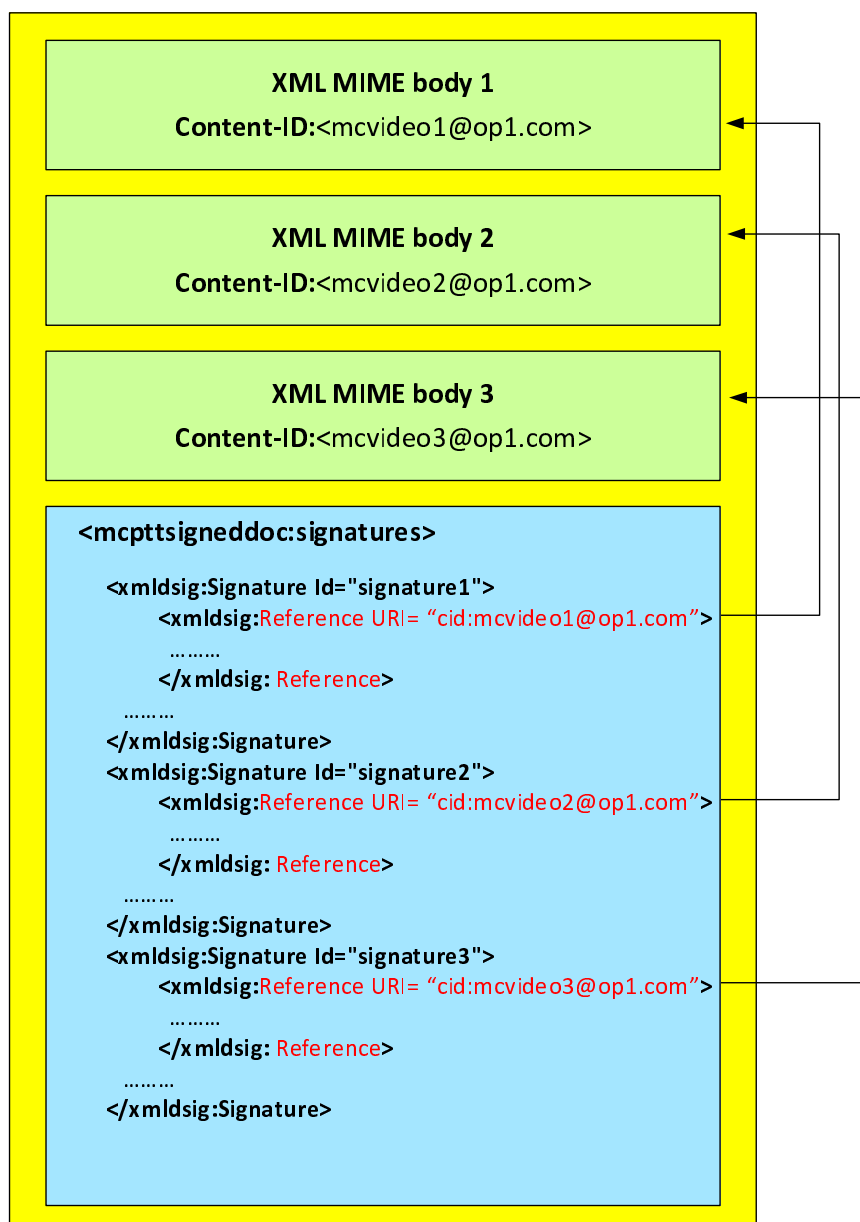 XML MIME body 1
Content-ID:<mcvideo1@op1.com>
XML MIME body 2
Content-ID:<mcvideo2@op1.com>
XML MIME body 3
Content-ID:<mcvideo3@op1.com>
<mcpttsigneddoc:signatures>
<xmldsig:Signature Id="signature1">
<xmldsig:Reference URI= “cid:mcvideo1@op1.com”>
………
</xmldsig: Reference>
………
</xmldsig:Signature>
<xmldsig:Signature Id="signature2">
<xmldsig:Reference URI= “cid:mcvideo2@op1.com”>
………
</xmldsig: Reference>
………
</xmldsig:Signature>
<xmldsig:Signature Id="signature3">
<xmldsig:Reference URI= “cid:mcvideo3@op1.com”>
………
</xmldsig: Reference>
………
</xmldsig:Signature>